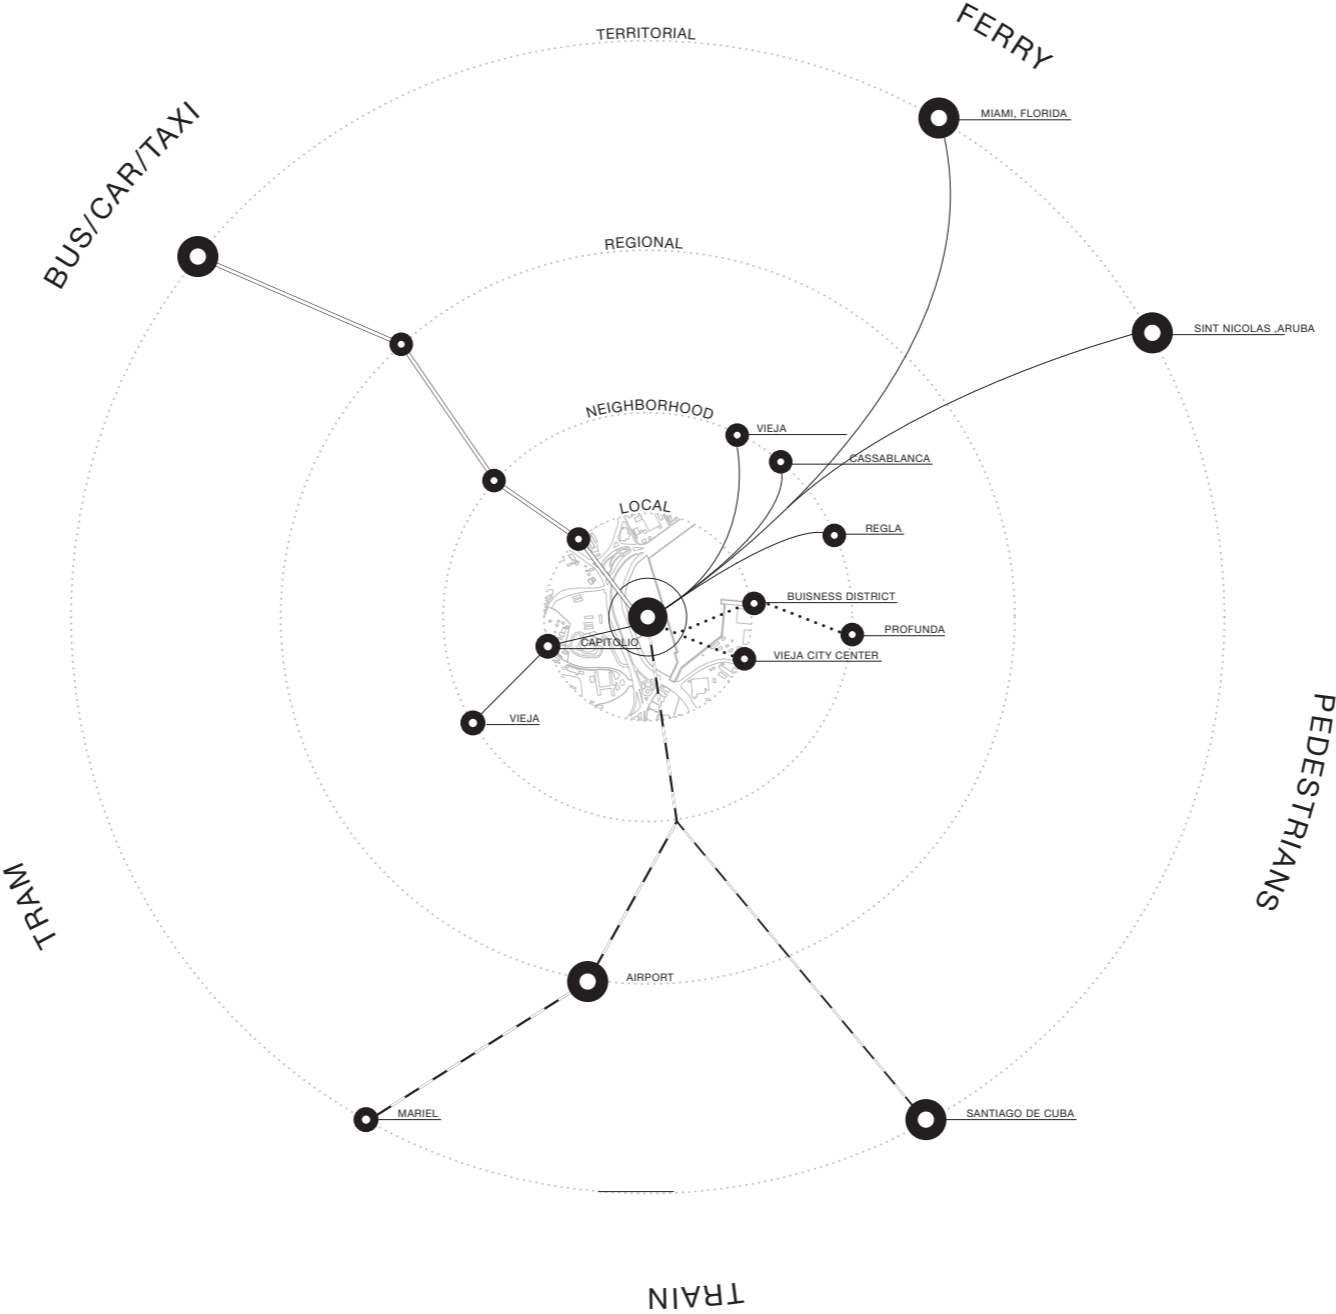 FERRY
TERRITORIAL
MIAMI, FLORIDA
BUS/CAR/TAXI
REGIONAL
SINT NICOLAS ,ARUBA
NEIGHBORHOOD
VIEJA
CASSABLANCA
LOCAL
REGLA
BUISNESS DISTRICT
PROFUNDA
CAPITOLIO
VIEJA CITY CENTER
VIEJA
PEDESTRIANS
TRAM
AIRPORT
MARIEL
SANTIAGO DE CUBA
TRAIN